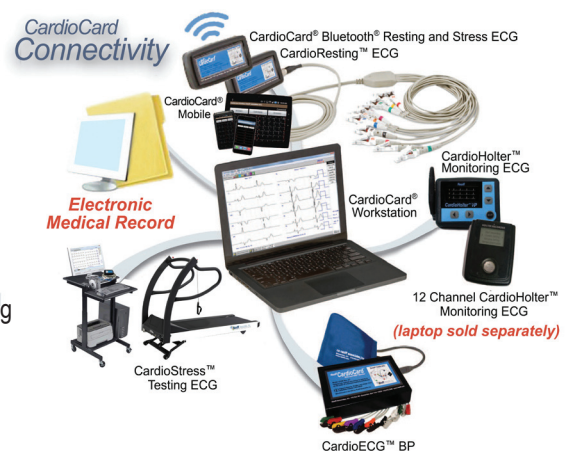 CardioCard
Connectivity
CardioCard® Bluetooth® Resting and Stress ECG
CardioResting™ ECG
CardioCard®
Mobile
CardioHolter™
Monitoring ECG
CardioCard®
Workstation
Electronic
Medical Record
12 Channel CardioHolter™
Monitoring ECG
(laptop sold separately)
g
CardioStress™
Testing ECG
CardioCard
CardioECG™ BP